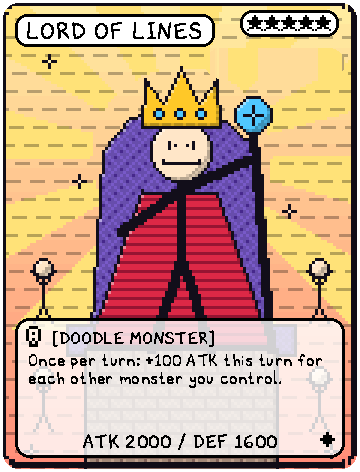 LORD OF LINES
★★★★★
[DOODLE MONSTER]
Once per turn: +100 ATK this turn for
each other monster you control.
ATK 2000 / DEF 1600